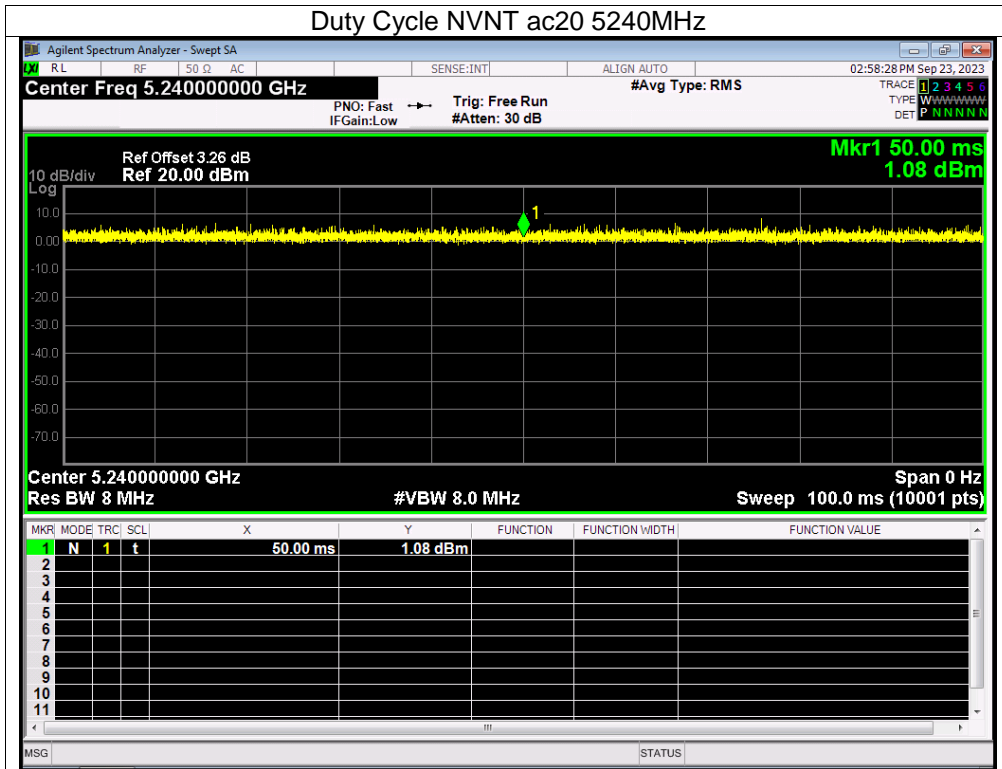 Duty Cycle NVNT ac20 5240MHz
Agilent Spectrum Analyzer - Swept SA
LXI RL RF 50 Ω AC SENSE:INT ALIGN AUTO 02:58:28 PM Sep 23, 2023
Center Freq 5.240000000 GHz #Avg Type: RMS TRACE 1 2 3 4 5 6
PNO: Fast Trig: Free Run TYPE WWWWWW
IFGain:Low #Atten: 30 dB DET P N N N N N
Mkr1 50.00 ms
Ref Offset 3.26 dB
10 dB/div Ref 20.00 dBm 1.08 dBm
Log
10.0
1
0.00
-10.0
-20.0
-30.0
-40.0
-50.0
-60.0
-70.0
Center 5.240000000 GHz Span 0 Hz
Res BW 8 MHz #VBW 8.0 MHz Sweep 100.0 ms (10001 pts)
MKR MODE TRC SCL X Y FUNCTION FUNCTION WIDTH FUNCTION VALUE
1 N 1 t 50.00 ms 1.08 dBm
2
3
4
5
6
7
8
9
10
11
MSG STATUS